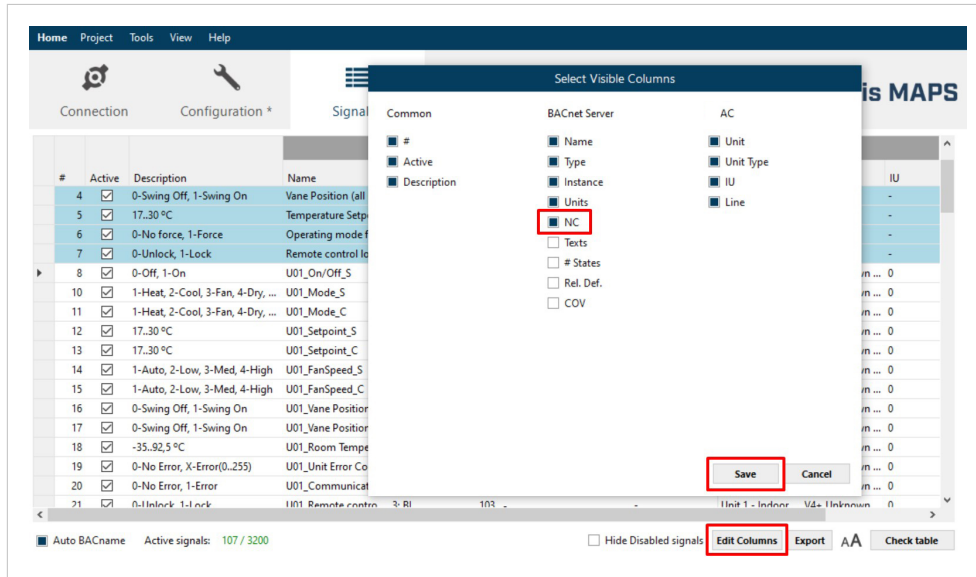 Home Project Tools View Help
Connection Configuration * Signal is MAPS
# Active Description Name IU
4 0-Swing Off, 1-Swing On Vane Position (all -
5 17..30 ºC Temperature Setp -
6 0-No force, 1-Force Operating mode f -
7 0-Unlock, 1-Lock Remote control lo -
8 0-Off, 1-On U01_On/Off_S ... 0
10 1-Heat, 2-Cool, 3-Fan, 4-Dry, ... U01_Mode_S ... 0
11 1-Heat, 2-Cool, 3-Fan, 4-Dry, ... U01_Mode_C ... 0
12 17..30 ºC U01_Setpoint_S ... 0
13 17..30 ºC U01_Setpoint_C ... 0
14 1-Auto, 2-Low, 3-Med, 4-High U01_FanSpeed_S ... 0
15 1-Auto, 2-Low, 3-Med, 4-High U01_FanSpeed_C ... 0
16 0-Swing Off, 1-Swing On U01_Vane Position ... 0
17 0-Swing Off, 1-Swing On U01_Vane Position ... 0
18 -35..92,5 ºC U01_Room Tempe ... 0
19 0-No Error, X-Error(0..255) U01_Unit Error Co ... 0
20 0-No Error, 1-Error U01_Communicat ... 0
21 0-Unlock, 1-Lock U01_Remote contro 3: BI 103 - - Unit 1 - Indoor V4+ Unknown 0
Select Visible Columns
Common BACnet Server AC
# Name Unit
Active Type Unit Type
Description Instance IU
Units Line
NC
Texts
# States
Rel. Def.
COV
Save Cancel
Auto BACname Active signals: 107 / 3200 Hide Disabled signals Edit Columns Export AA Check table